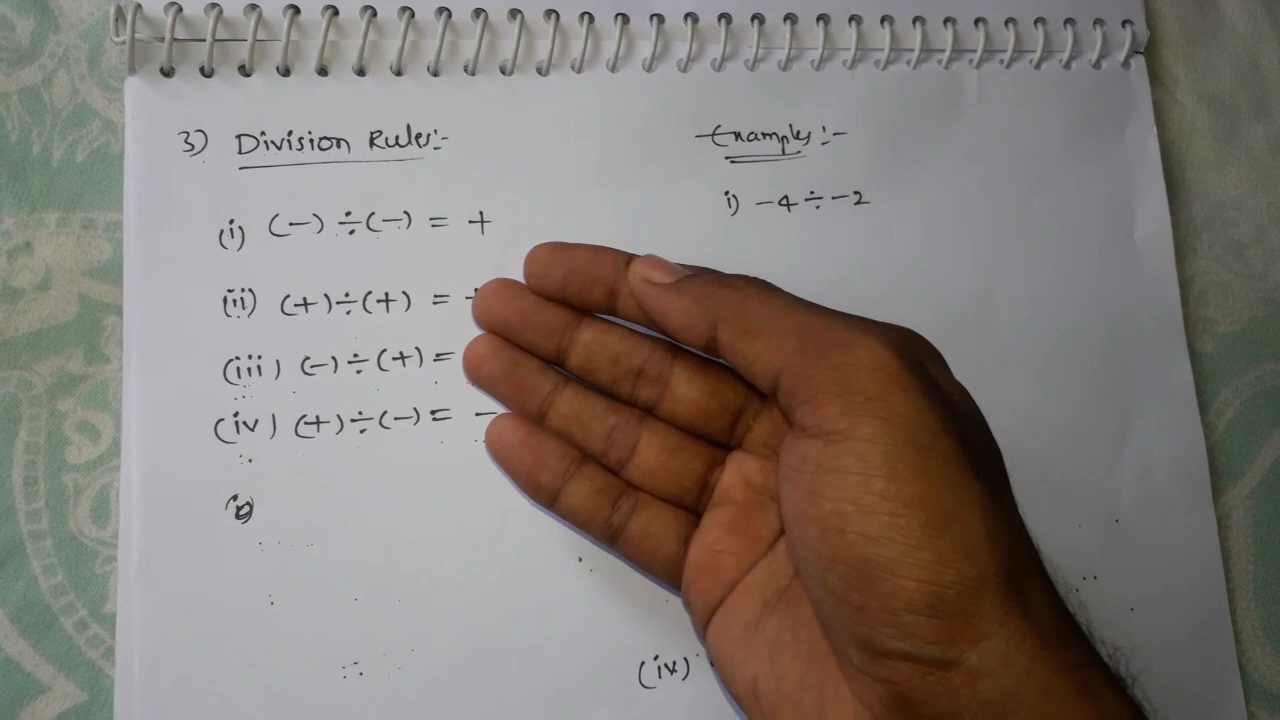 3) Division Rules:-
Examples:-
(i) (-) ÷ (-) = +
i) -4 ÷ -2
(ii) (+) ÷ (+) =
(iii) (-) ÷ (+) =
(iv) (+) ÷ (-) = -
(iv)